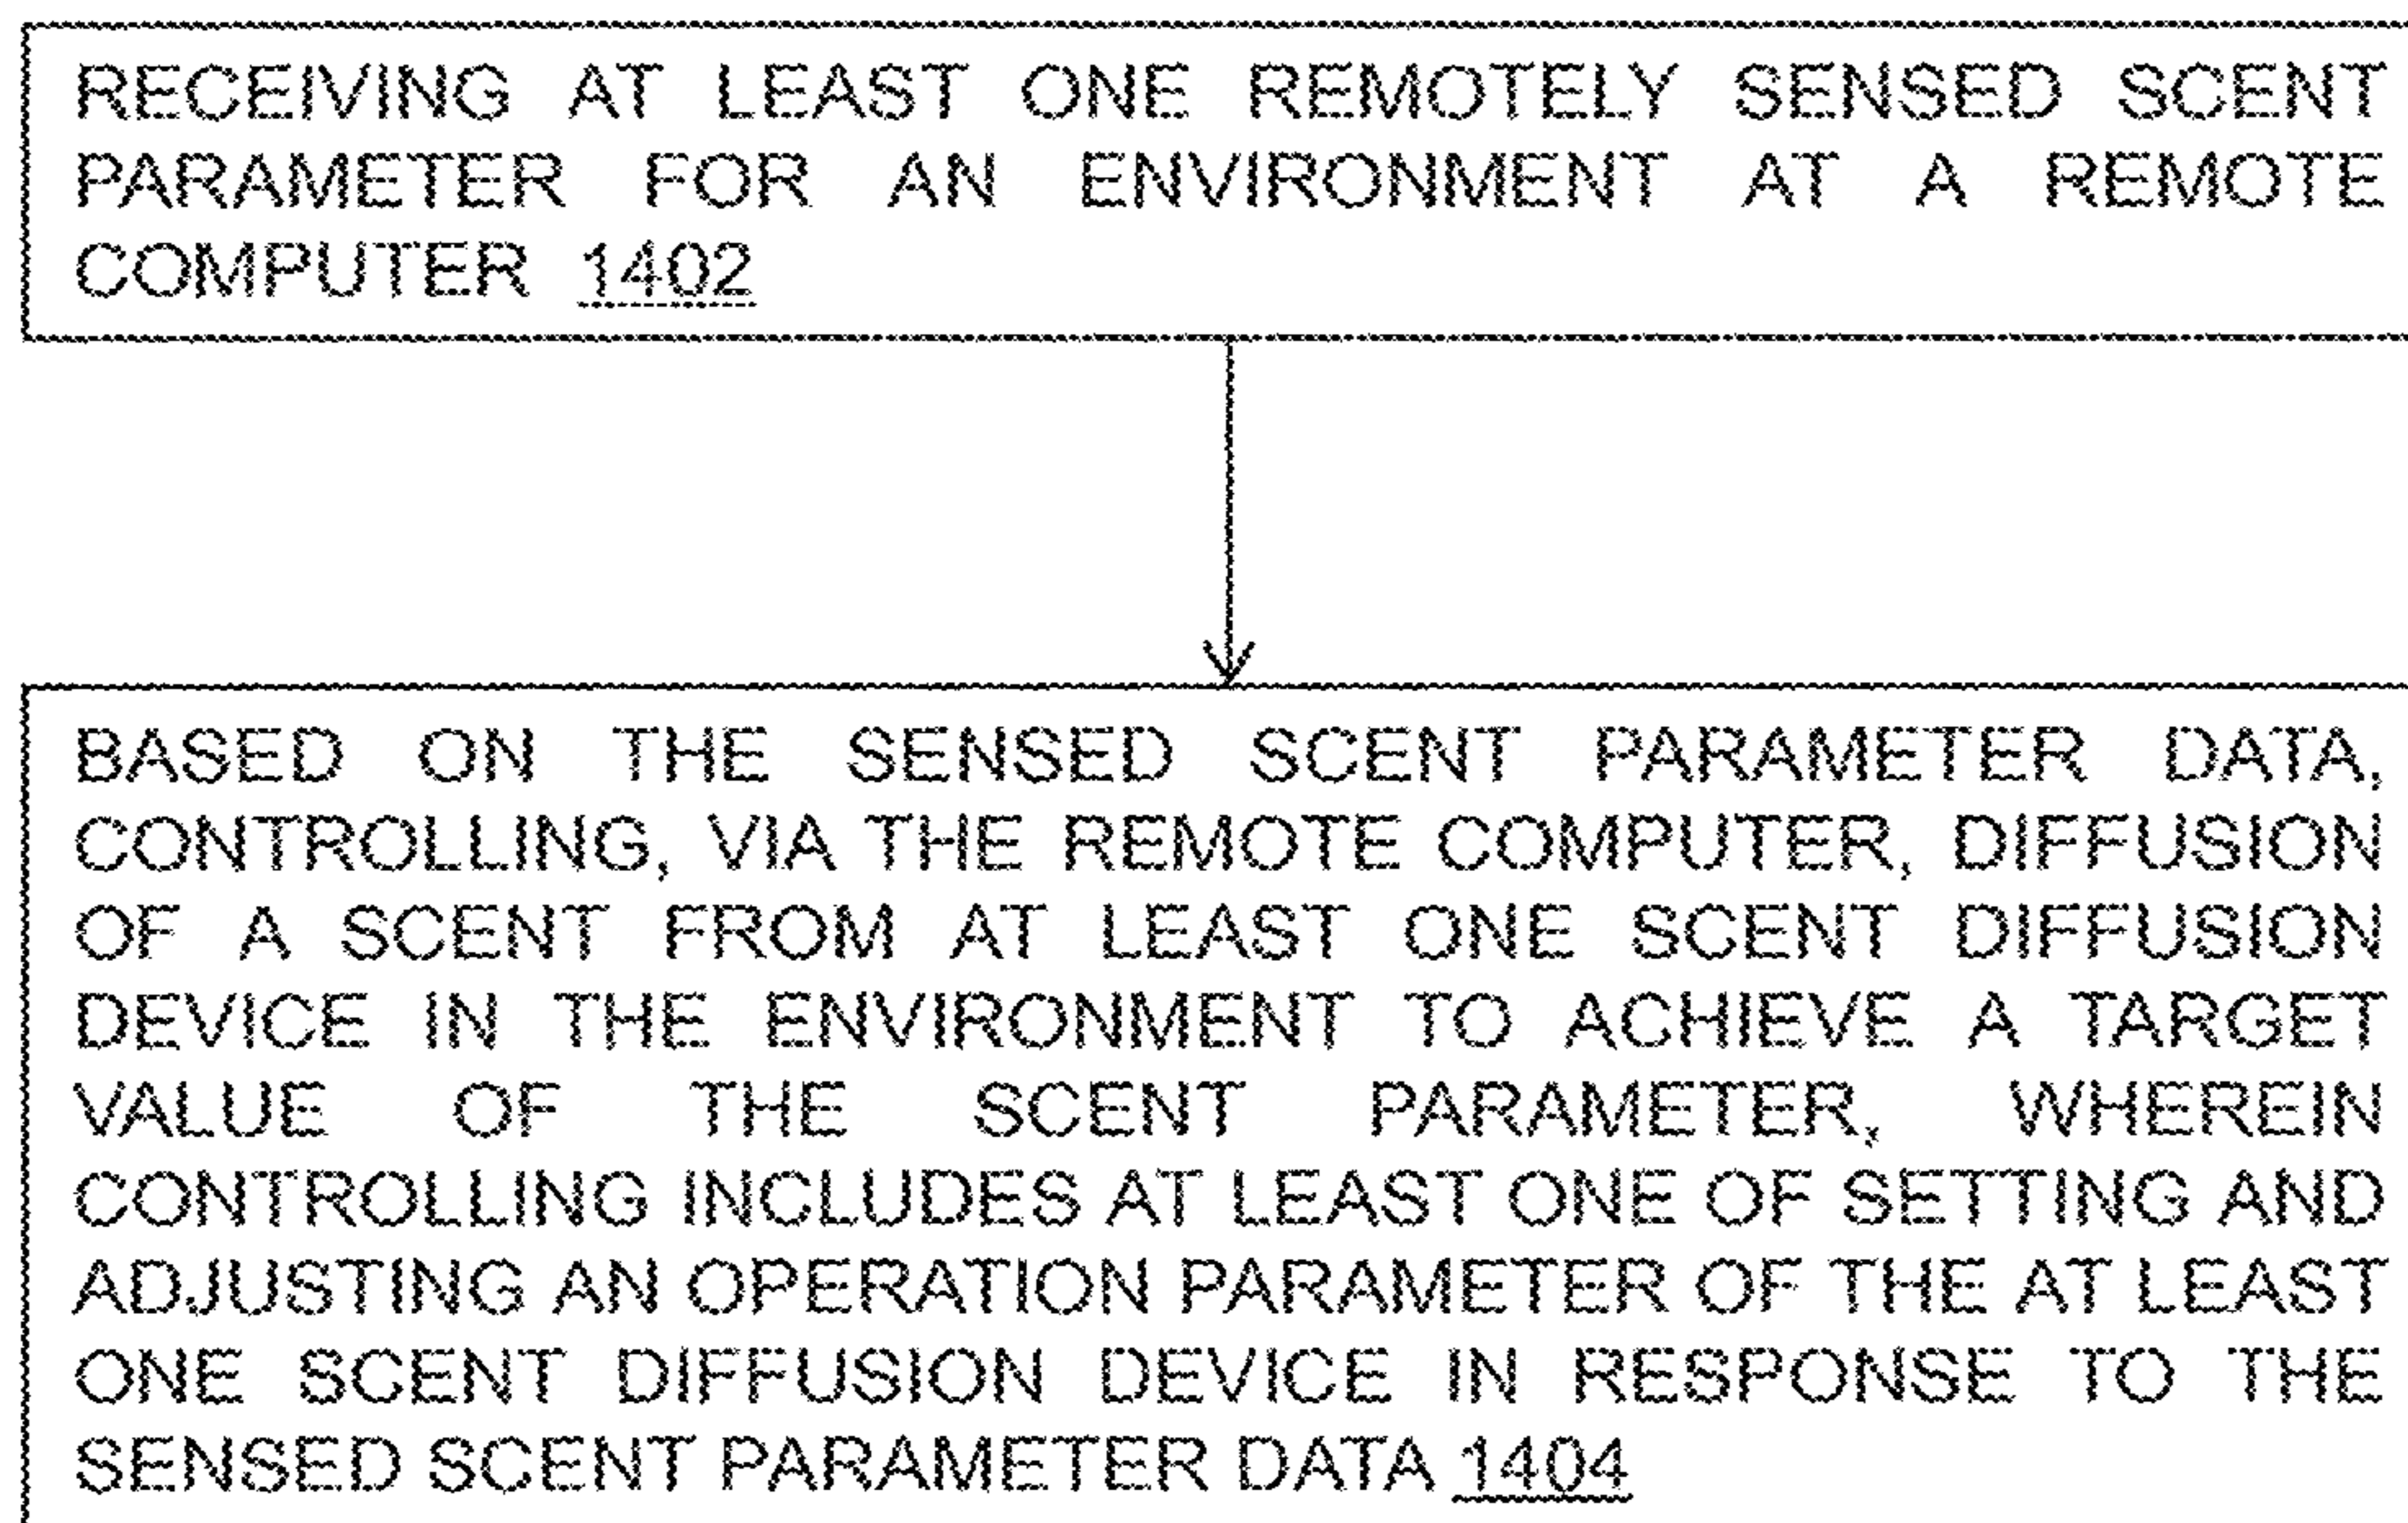 RECEIVING AT LEAST ONE REMOTELY SENSED SCENT
PARAMETER FOR AN ENVIRONMENT AT A REMOTE
COMPUTER 1402
BASED ON THE SENSED SCENT PARAMETER DATA,
CONTROLLING, VIA THE REMOTE COMPUTER, DIFFUSION
OF A SCENT FROM AT LEAST ONE SCENT DIFFUSION
DEVICE IN THE ENVIRONMENT TO ACHIEVE A TARGET
VALUE OF THE SCENT PARAMETER, WHEREIN
CONTROLLING INCLUDES AT LEAST ONE OF SETTING AND
ADJUSTING AN OPERATION PARAMETER OF THE AT LEAST
ONE SCENT DIFFUSION DEVICE IN RESPONSE TO THE
SENSED SCENT PARAMETER DATA 1404